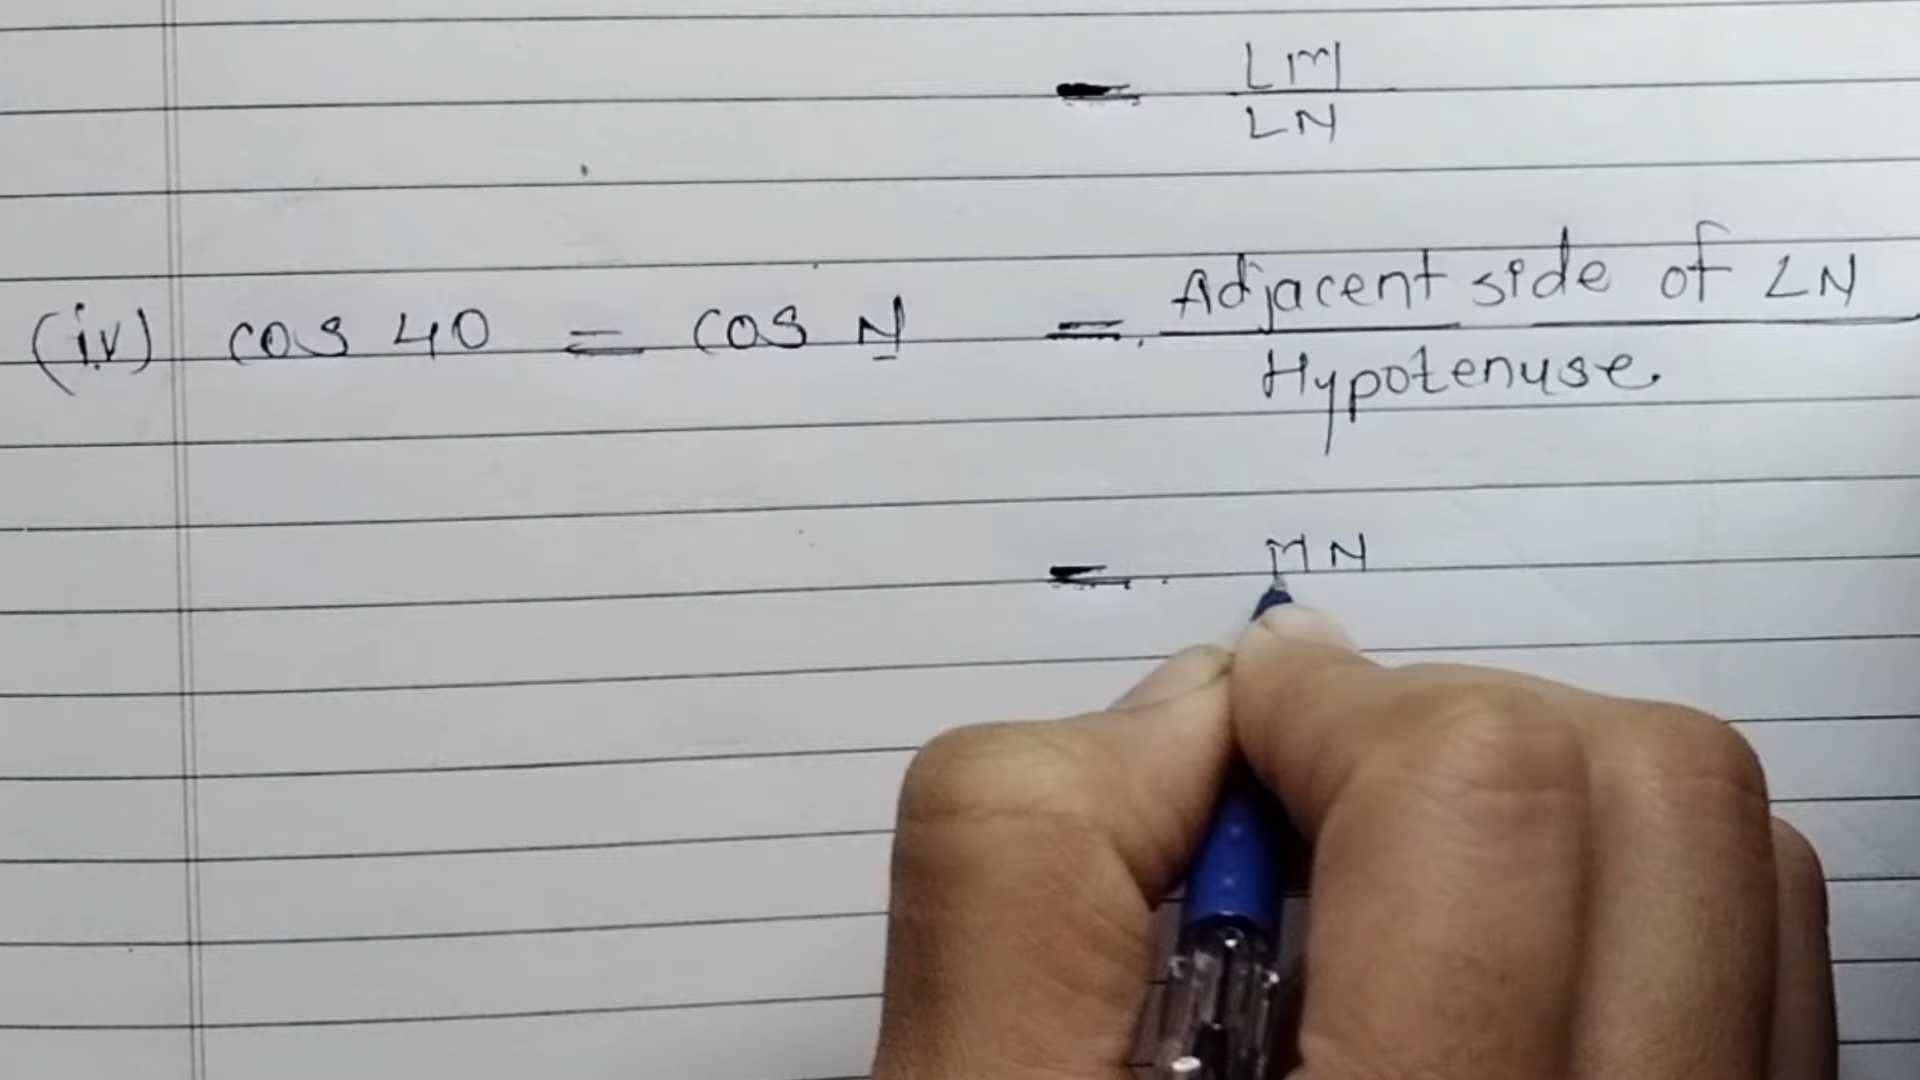 = LM
LN
(iv) cos 40 = cos N = Adjacent side of ∠N
Hypotenuse.
= MN